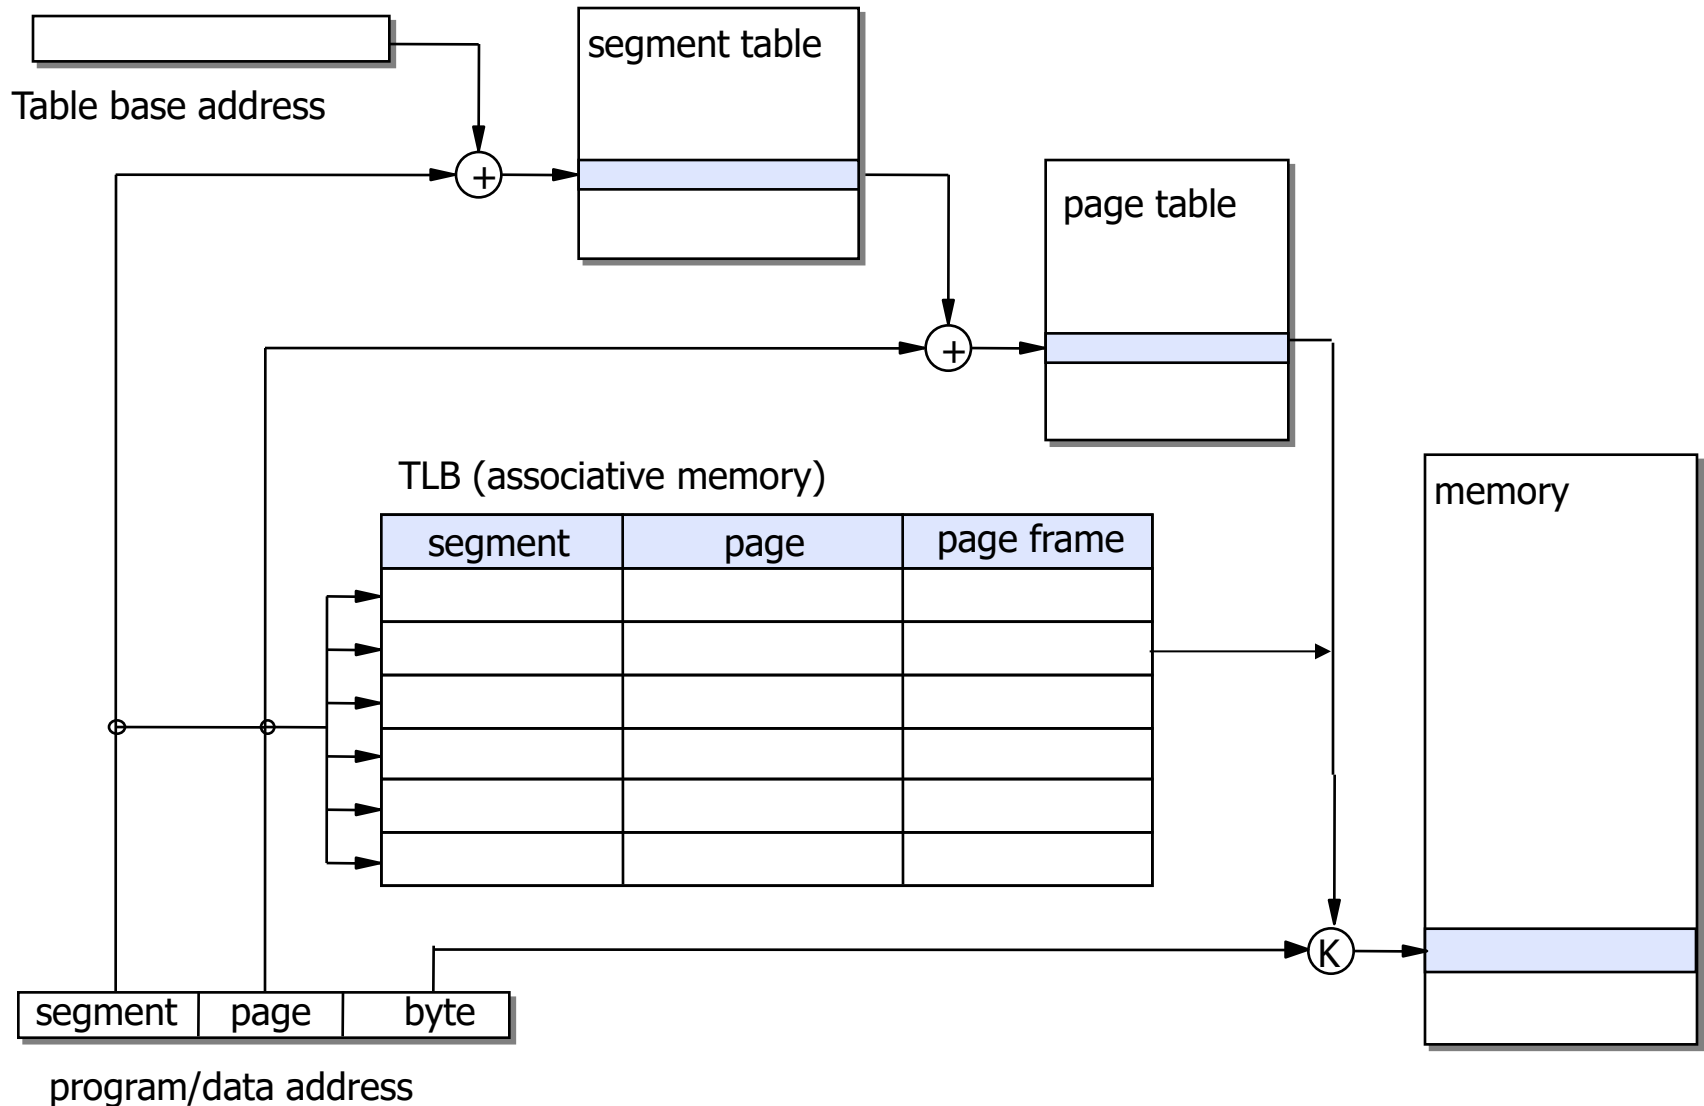 segment table
Table base address
+
page table
+
TLB (associative memory)
segment page page frame
memory
K
segment page byte
program/data address